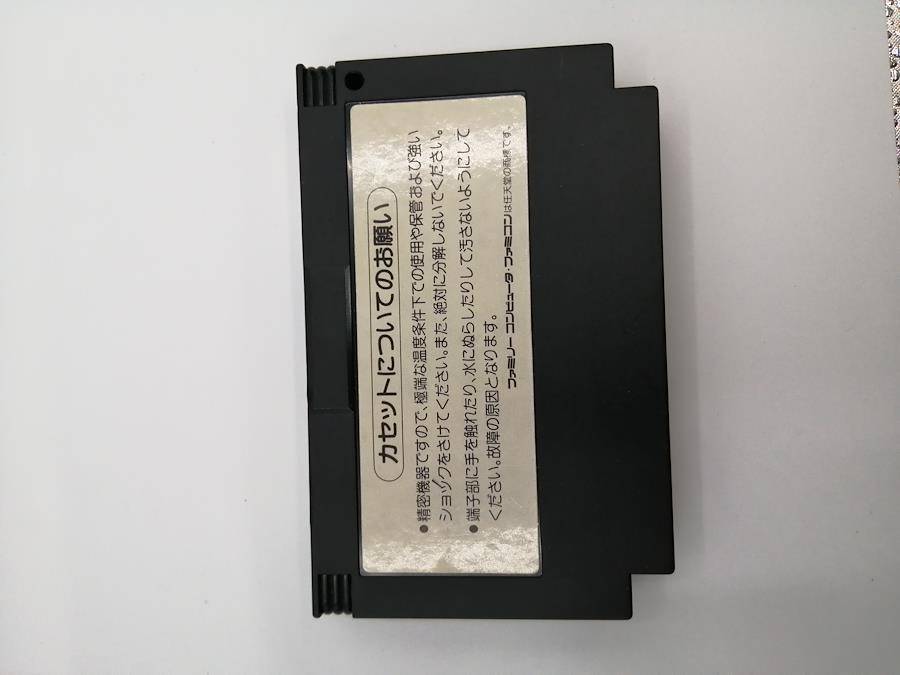 カセットについてのお願い
●精密機器ですので、極端な温度条件下での使用や保管および強い
ショックをさけてください。また、絶対に分解しないでください。
●端子部に手を触れたり、水にぬらしたりして汚さないようにして
ください。故障の原因となります。
ファミリーコンピュータ・ファミコンは任天堂の商標です。